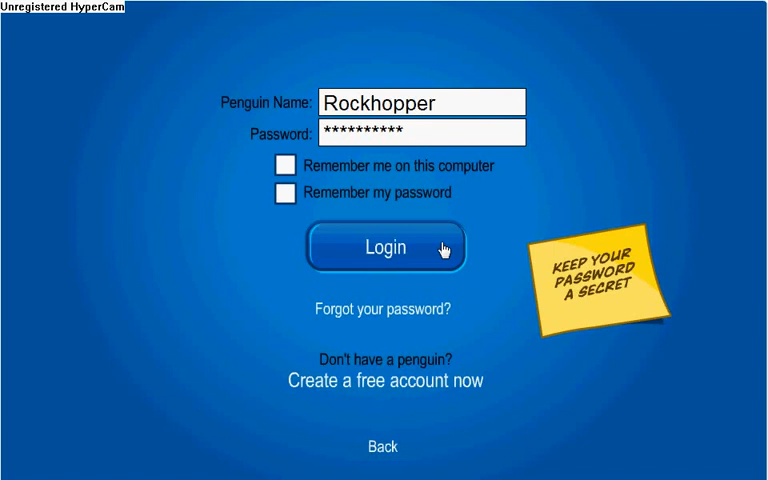 Unregistered HyperCam
Penguin Name: Rockhopper
Password: **********
Remember me on this computer
Remember my password
Login
KEEP YOUR
PASSWORD
A SECRET
Forgot your password?
Don't have a penguin?
Create a free account now
Back